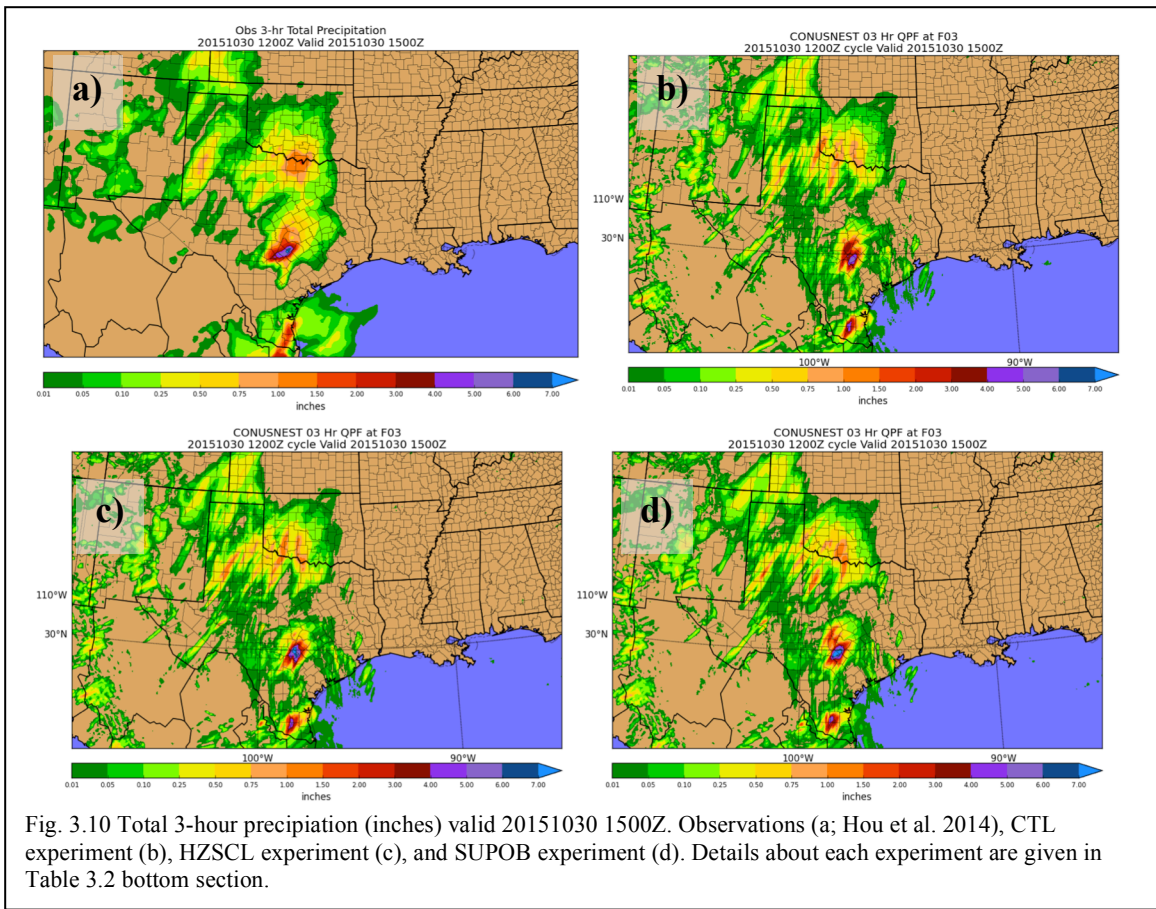 Obs 3-hr Total Precipitation
20151030 1200Z Valid 20151030 1500Z
a)
0.01 0.05 0.10 0.25 0.50 0.75 1.00 1.50 2.00 3.00 4.00 5.00 6.00 7.00
inches
CONUSNEST 03 Hr QPF at F03
20151030 1200Z cycle Valid 20151030 1500Z
b)
110°W
30°N
100°W 90°W
0.01 0.05 0.10 0.25 0.50 0.75 1.00 1.50 2.00 3.00 4.00 5.00 6.00 7.00
inches
CONUSNEST 03 Hr QPF at F03
20151030 1200Z cycle Valid 20151030 1500Z
c)
110°W
30°N
100°W 90°W
0.01 0.05 0.10 0.25 0.50 0.75 1.00 1.50 2.00 3.00 4.00 5.00 6.00 7.00
inches
CONUSNEST 03 Hr QPF at F03
20151030 1200Z cycle Valid 20151030 1500Z
d)
110°W
30°N
100°W 90°W
0.01 0.05 0.10 0.25 0.50 0.75 1.00 1.50 2.00 3.00 4.00 5.00 6.00 7.00
inches
Fig. 3.10 Total 3-hour precipiation (inches) valid 20151030 1500Z. Observations (a; Hou et al. 2014), CTL
experiment (b), HZSCL experiment (c), and SUPOB experiment (d). Details about each experiment are given in
Table 3.2 bottom section.